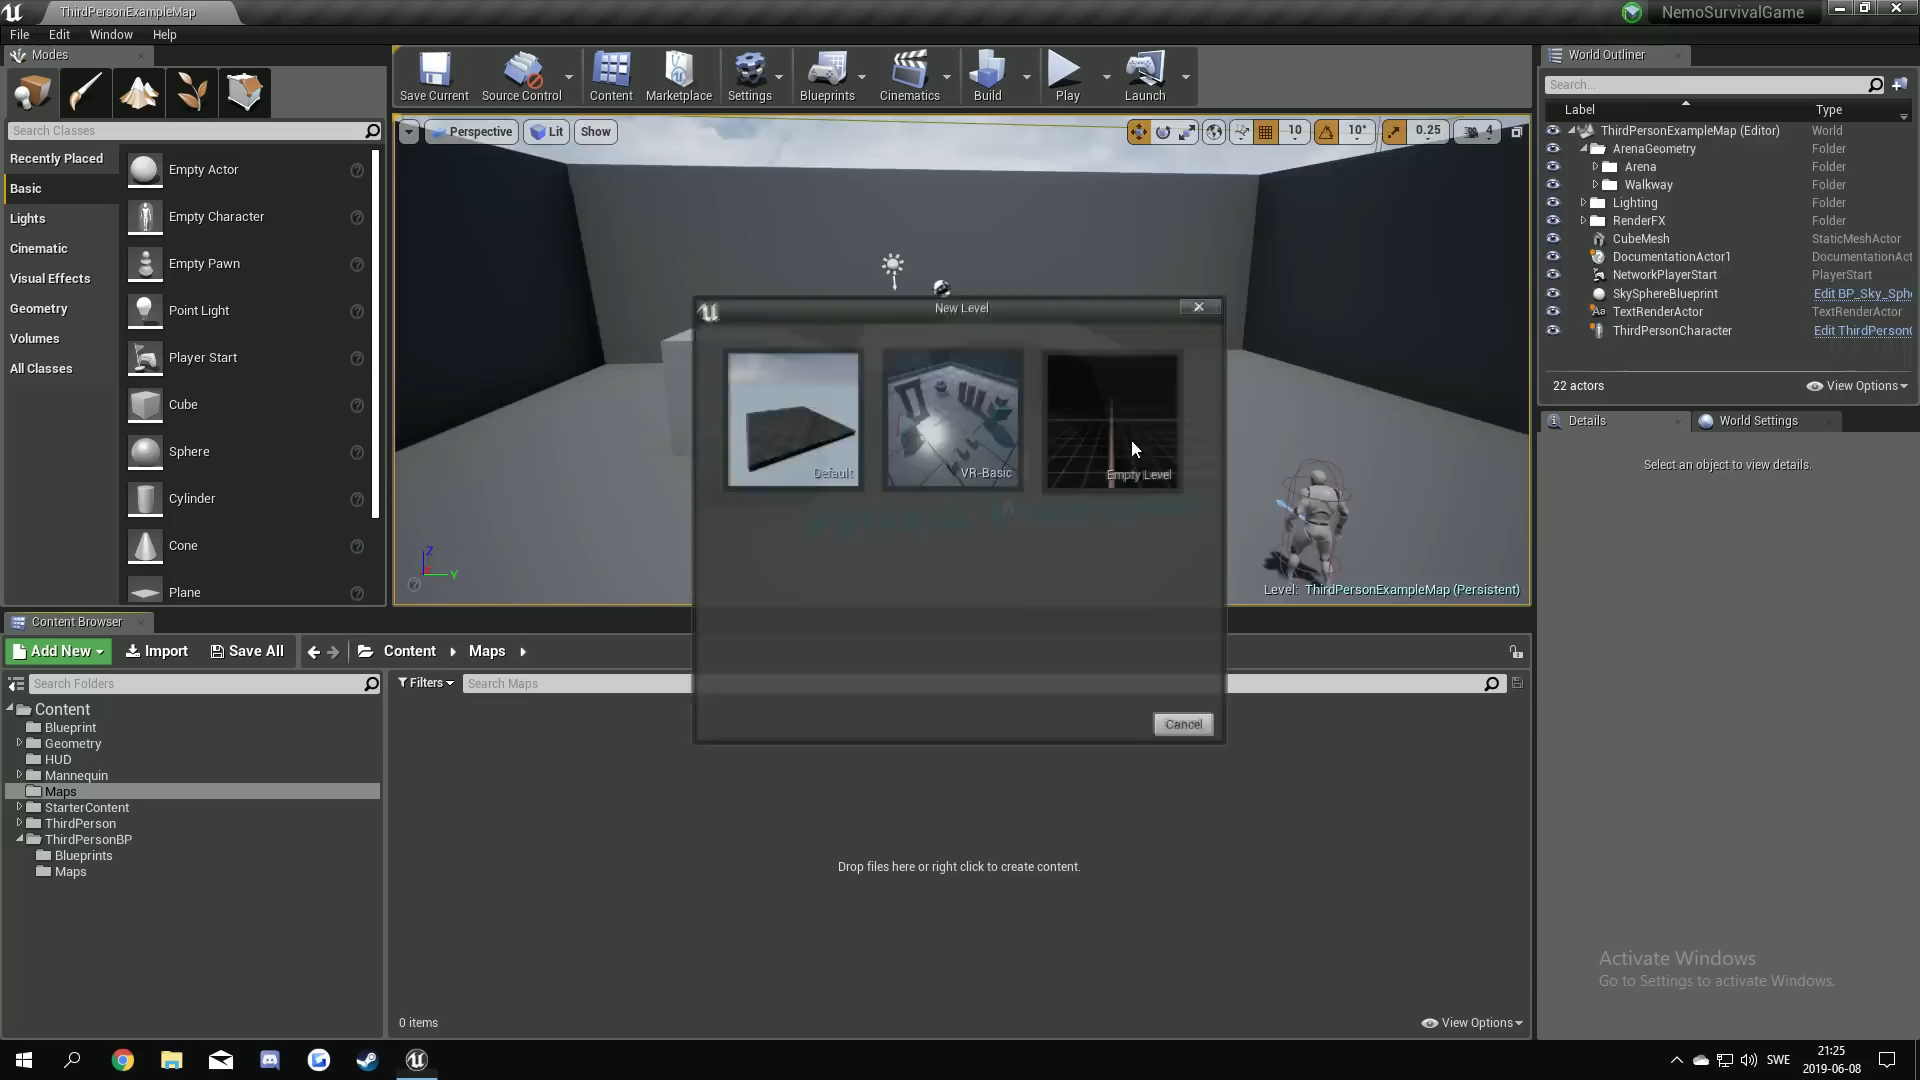 ThirdPersonExampleMap
NemoSurvivalGame
File
Edit
Window
Help
Modes
Save Current
Source Control
Content
Marketplace
Settings
Blueprints
Cinematics
Build
Play
Launch
World Outliner
Search...
Label
Type
Search Classes
Perspective
Lit
Show
10
10°
0.25
4
ThirdPersonExampleMap (Editor)
World
ArenaGeometry
Folder
Arena
Folder
Walkway
Folder
Lighting
Folder
RenderFX
Folder
CubeMesh
StaticMeshActor
DocumentationActor1
DocumentationAct
NetworkPlayerStart
PlayerStart
SkySphereBlueprint
Edit BP_Sky_Sph
TextRenderActor
TextRenderActor
ThirdPersonCharacter
Edit ThirdPerson
22 actors
View Options
Recently Placed
Basic
Lights
Cinematic
Visual Effects
Geometry
Volumes
All Classes
Empty Actor
Empty Character
Empty Pawn
Point Light
Player Start
Cube
Sphere
Cylinder
Cone
Plane
New Level
Default
VR-Basic
Empty Level
Cancel
Z
Y
Level: ThirdPersonExampleMap (Persistent)
Details
World Settings
Select an object to view details.
Content Browser
Add New
Import
Save All
Content
Maps
Search Folders
Filters
Search Maps
Content
Blueprint
Geometry
HUD
Mannequin
Maps
StarterContent
ThirdPerson
ThirdPersonBP
Blueprints
Maps
Drop files here or right click to create content.
0 items
View Options
Activate Windows
Go to Settings to activate Windows.
SWE
21:25
2019-06-08